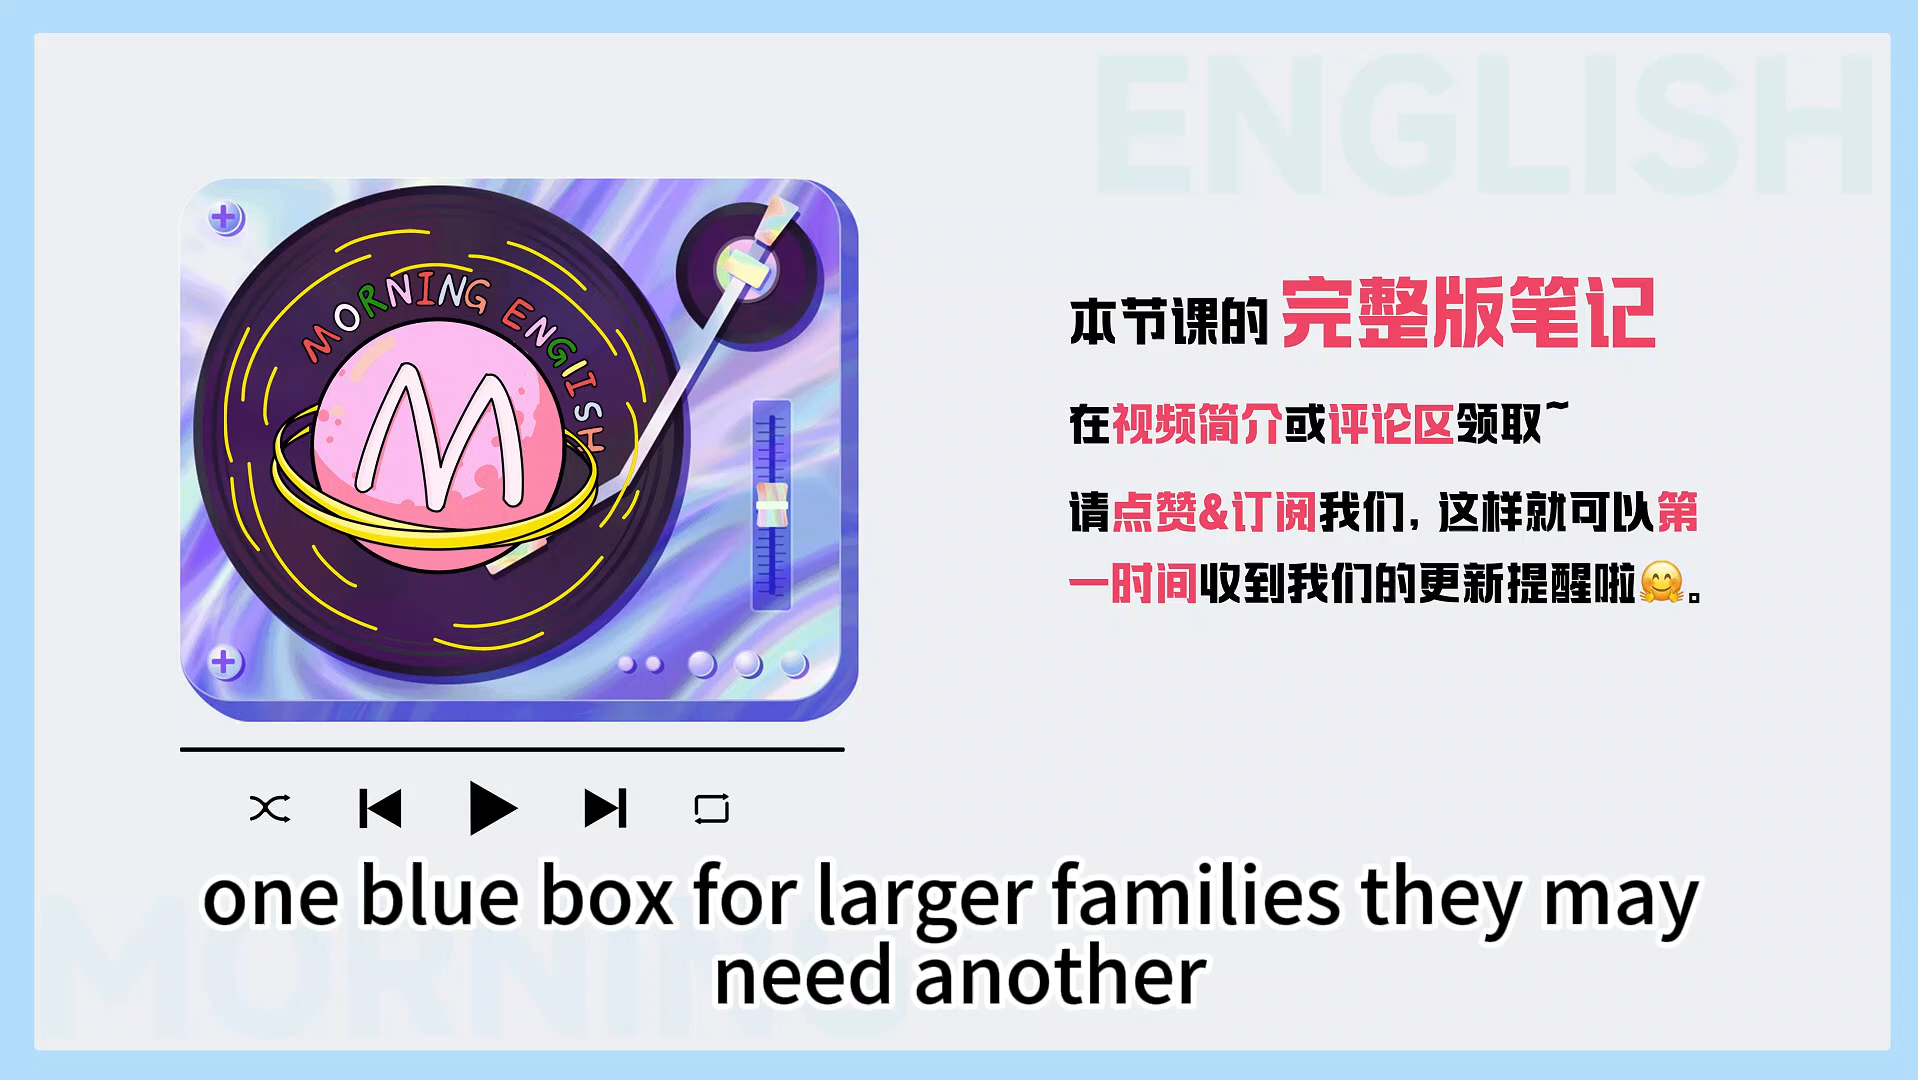 ENGLISH
MORNING ENGLISH
M
本节课的完整版笔记
在视频简介或评论区领取~
请点赞&订阅我们，这样就可以第
一时间收到我们的更新提醒啦🤗。
MORNING
one blue box for larger families they may
need another